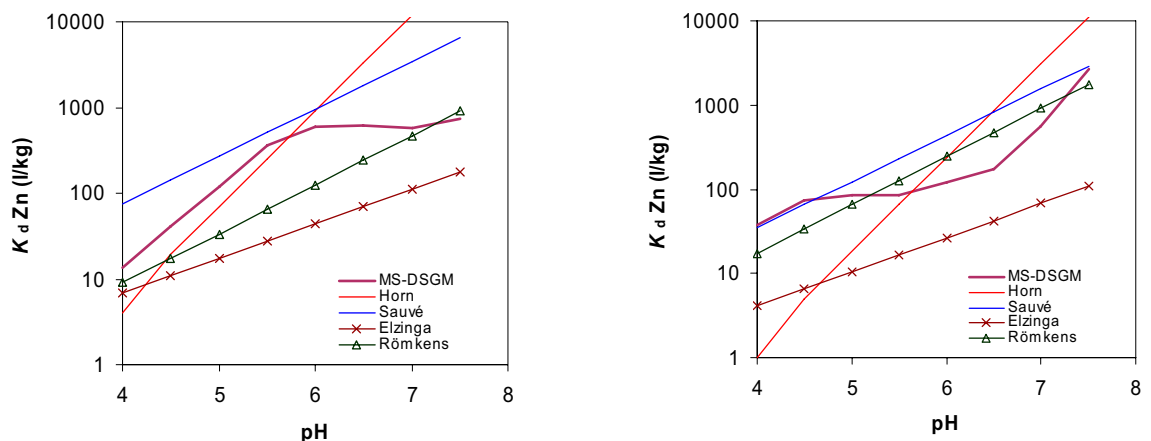 10000
1000
100
10
1
K d Zn (l/kg)
4 5 6 7 8
pH
MS-DSGM
Horn
Sauvé
Elzinga
Römkens
10000
1000
100
10
1
K d Zn (l/kg)
4 5 6 7 8
pH
MS-DSGM
Horn
Sauvé
Elzinga
Römkens